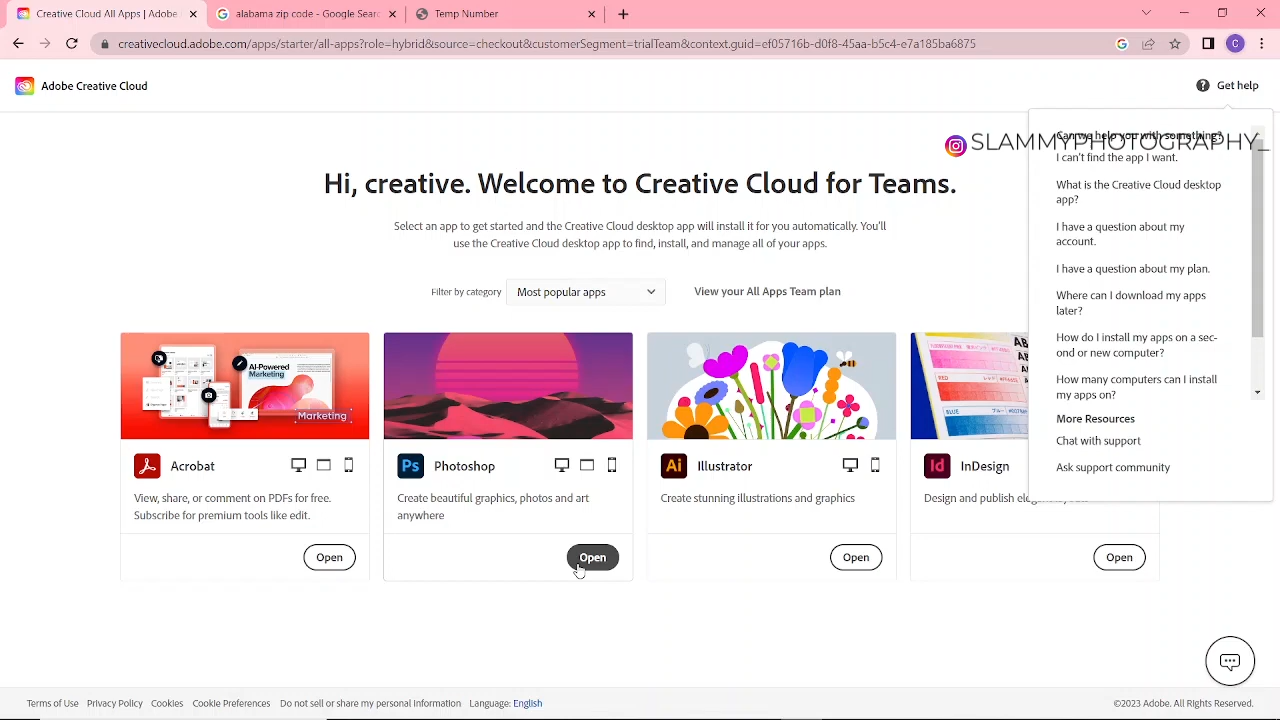 Creative Cloud All Apps | Adobe
alabama zip code - Google Sear
Temp Number
creativecloud.adobe.com/apps/starter/all-apps?role=hybrid&source=checkout&customerSegment=trialTeam&context.guid=ef05716b-d0f8-45aa-b5c4-e7a185ba6875
C
Adobe Creative Cloud
Get help
Can we help you with something?
SLAMMYPHOTOGRAPHY_
I can't find the app I want.
What is the Creative Cloud desktop
app?
I have a question about my
account.
I have a question about my plan.
Where can I download my apps
later?
How do I install my apps on a sec-
ond or new computer?
How many computers can I install
my apps on?
More Resources
Chat with support
Ask support community
Hi, creative. Welcome to Creative Cloud for Teams.
Select an app to get started and the Creative Cloud desktop app will install it for you automatically. You'll
use the Creative Cloud desktop app to find, install, and manage all of your apps.
Filter by category
Most popular apps
View your All Apps Team plan
AI-Powered
Marketing
Marketing
RED
BLUE
Acrobat
View, share, or comment on PDFs for free.
Subscribe for premium tools like edit.
Open
Ps
Photoshop
Create beautiful graphics, photos and art
anywhere
Open
Ai
Illustrator
Create stunning illustrations and graphics
Open
Id
InDesign
Design and publish
Open
Terms of Use
Privacy Policy
Cookies
Cookie Preferences
Do not sell or share my personal information
Language: English
©2023 Adobe. All Rights Reserved.